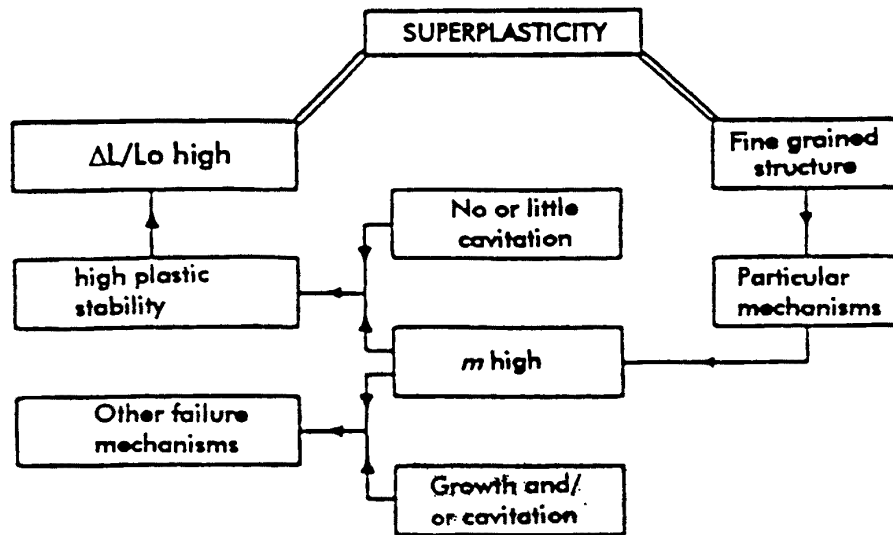 SUPERPLASTICITY
ΔL/Lo high
Fine grained
structure
No or little
cavitation
high plastic
stability
Particular
mechanisms
m high
Other failure
mechanisms
Growth and/
or cavitation